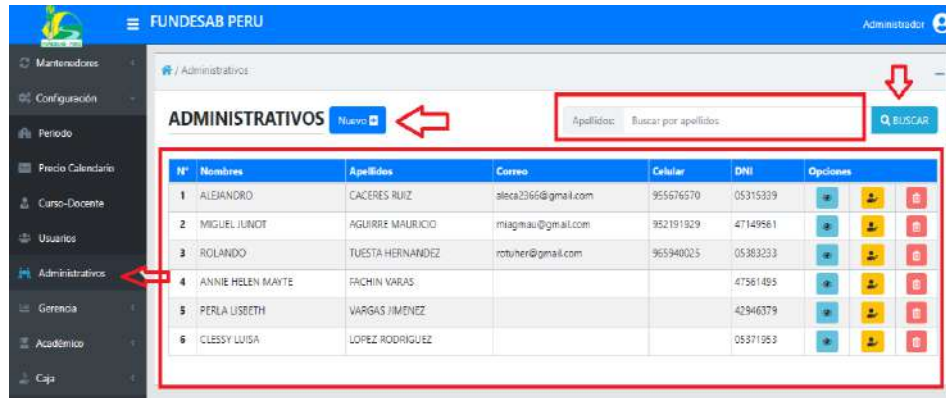 FUNDESAB PERU
Administrador
Mantenedores
Configuración
Periodo
Precio Calendario
Curso-Docente
Usuarios
Administrativos
Gerencia
Académico
Caja
/ Administrativos
ADMINISTRATIVOS Nuevo
Apellidos: Buscar por apellidos BUSCAR
N° Nombres Apellidos Correo Celular DNI Opciones
1 ALEJANDRO CACERES RUIZ aleca2366@gmail.com 955676570 05315339
2 MIGUEL JUNOT AGUIRRE MAURICIO miagmau@gmail.com 952191929 47149561
3 ROLANDO TUESTA HERNANDEZ rotuher@gmail.com 965940025 05383233
4 ANNIE HELEN MAYTE FACHIN VARAS 47561495
5 PERLA LISBETH VARGAS JIMENEZ 42946379
6 CLESSY LUISA LOPEZ RODRIGUEZ 05371953